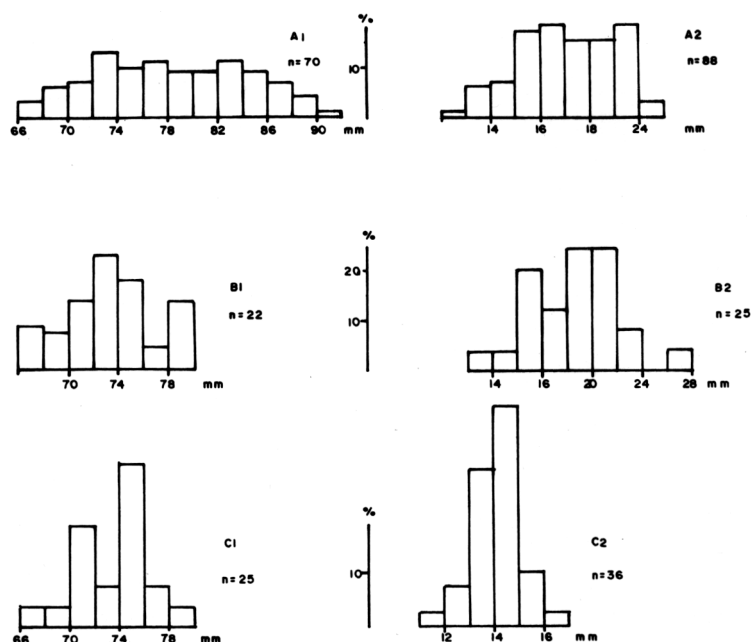 %
A1
n=70
10
66 70 74 78 82 86 90 mm
A2
n=88
14 16 18 24 mm
%
B1
n=22
20
10
70 74 78 mm
B2
n=25
14 16 20 24 28 mm
%
C1
n=25
10
66 70 74 78 mm
C2
n=36
12 14 16 mm